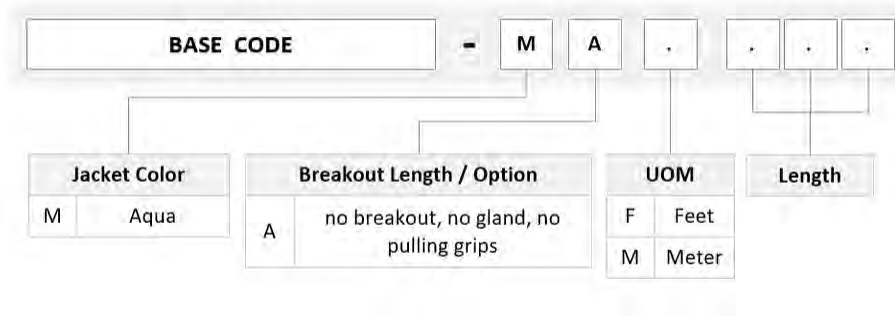 BASE CODE - M A . . . .
Jacket Color
M Aqua
Breakout Length / Option
A no breakout, no gland, no
pulling grips
UOM
F Feet
M Meter
Length